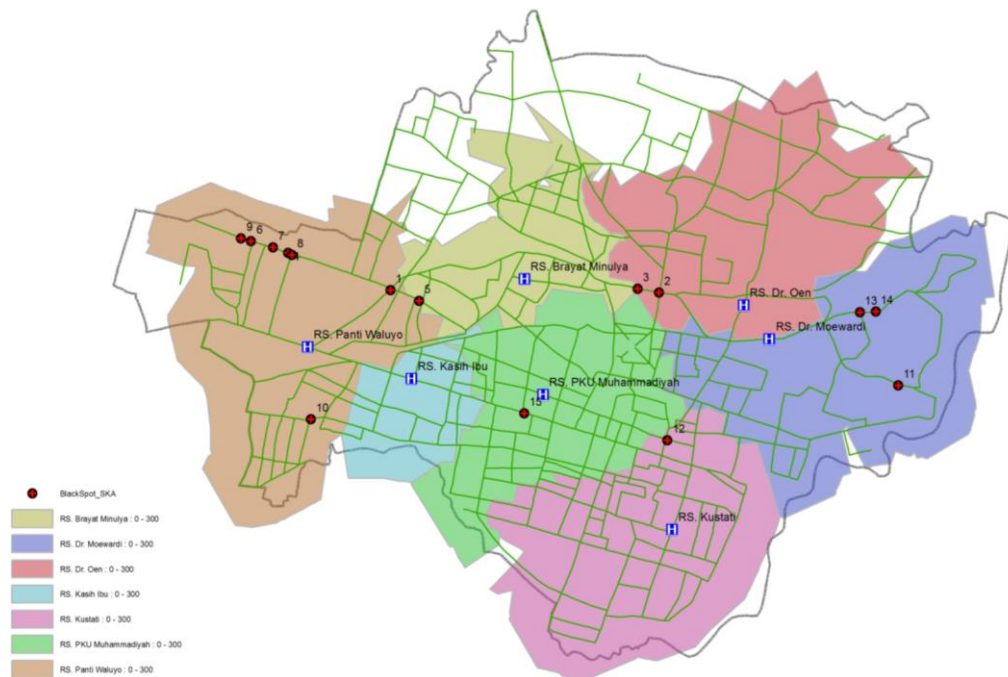 9 6
7
8
1
5
RS. Brayat Minulya
3
2
RS. Dr. Oen
13 14
RS. Panti Waluyo
RS. Dr. Moewardi
RS. Kasih Ibu
RS. PKU Muhammadiyah
11
10
15
12
RS. Kustati
BlackSpot_SKA
RS. Brayat Minulya : 0 - 300
RS. Dr. Moewardi : 0 - 300
RS. Dr. Oen : 0 - 300
RS. Kasih Ibu : 0 - 300
RS. Kustati : 0 - 300
RS. PKU Muhammadiyah : 0 - 300
RS. Panti Waluyo : 0 - 300